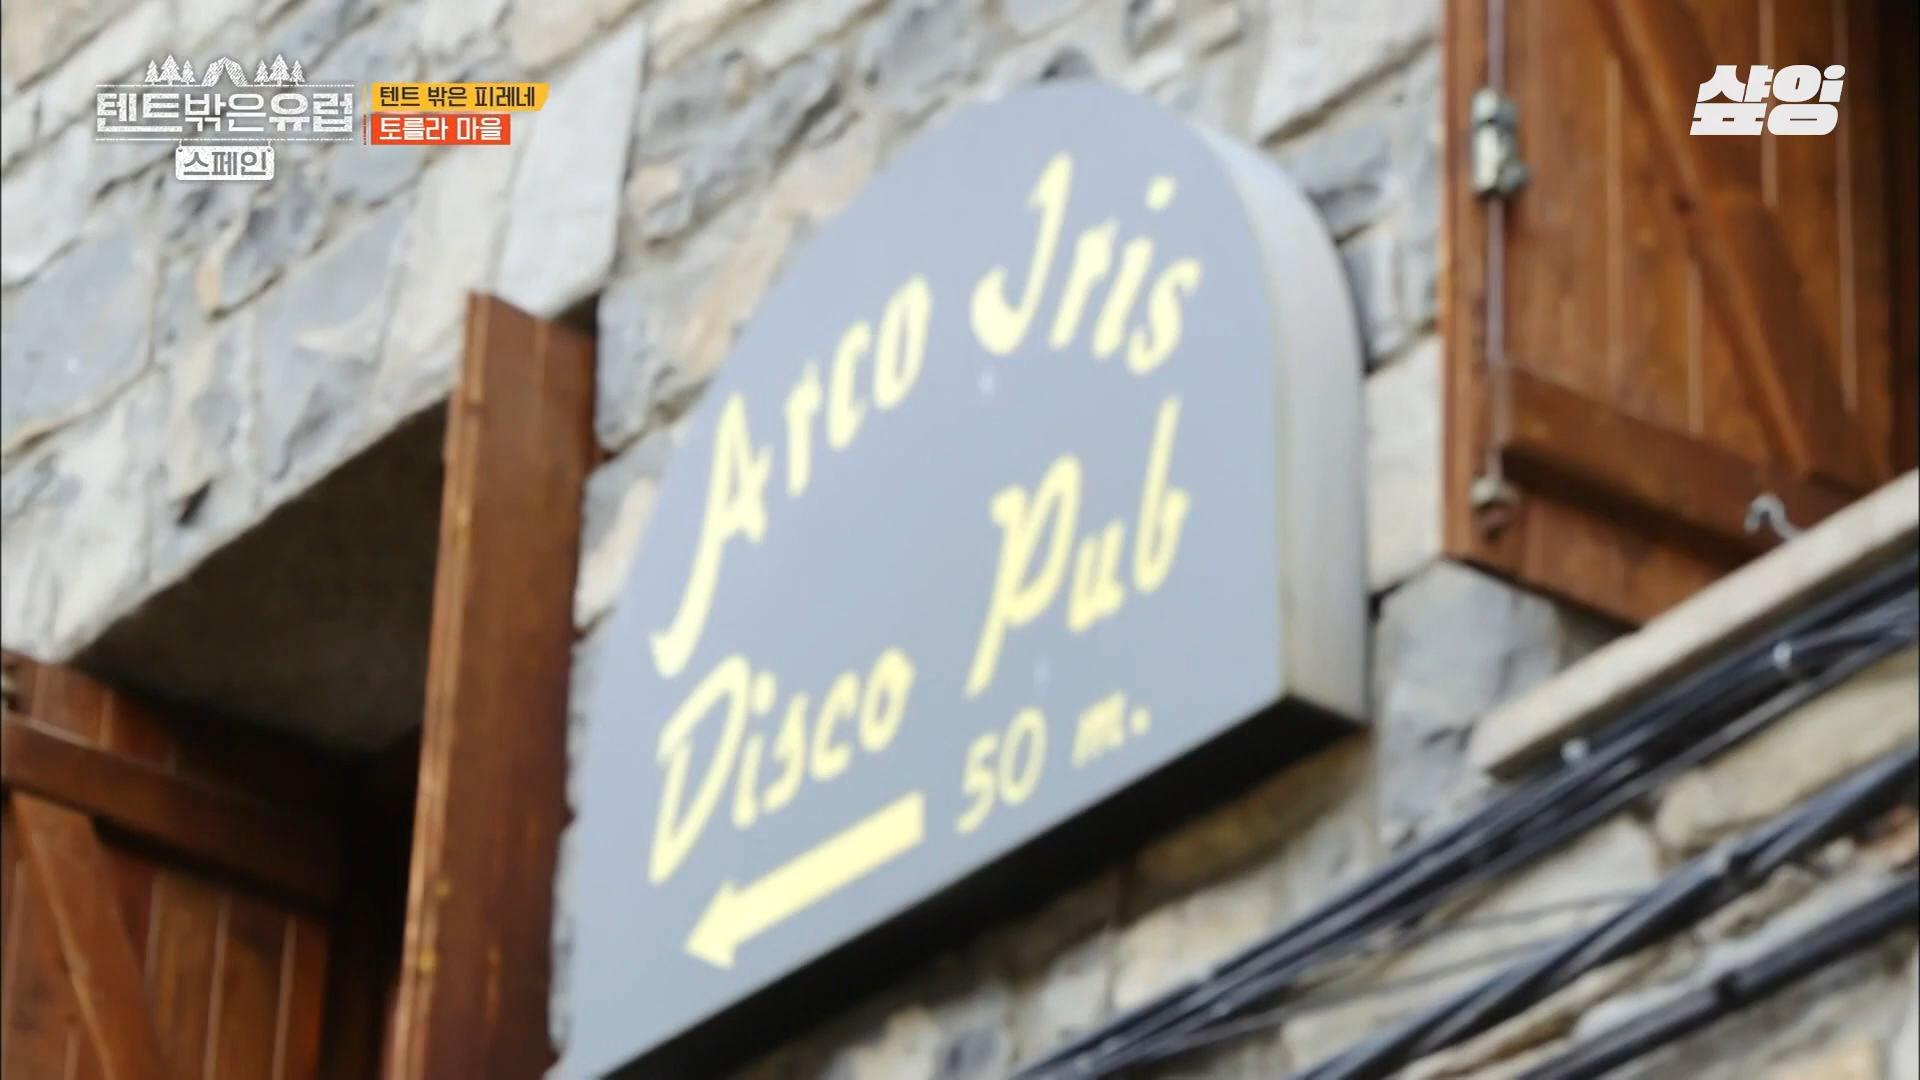 텐트밖은유럽
스페인
텐트 밖은 피레네
토를라 마을
샾잉
Arco Iris
Disco Pub
50 m.